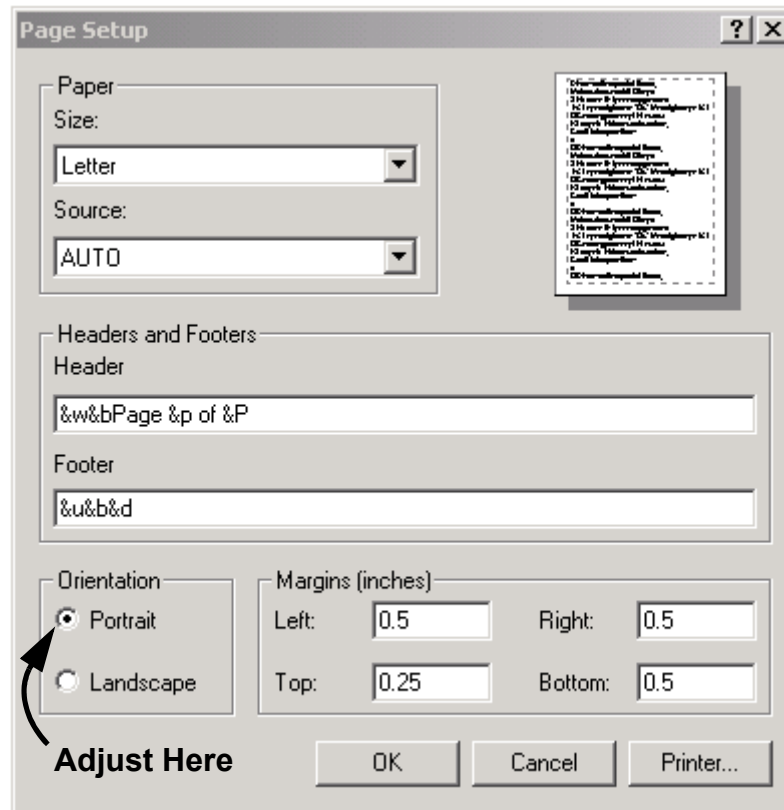 Page Setup
Paper
Size:
Letter
Source:
AUTO
Headers and Footers
Header
&w&bPage &p of &P
Footer
&u&b&d
Orientation
Portrait
Landscape
Margins (inches)
Left: 0.5 Right: 0.5
Top: 0.25 Bottom: 0.5
Adjust Here
OK Cancel Printer...